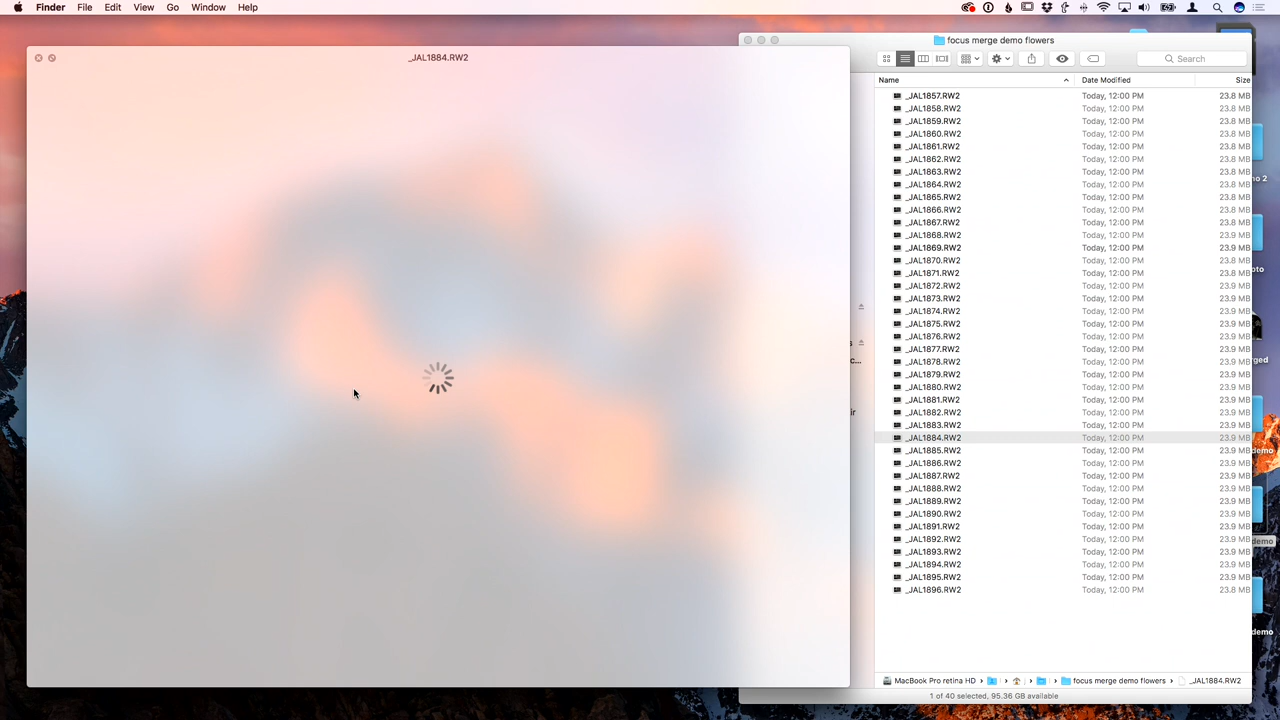 Finder File Edit View Go Window Help
_JAL1884.RW2
focus merge demo flowers
Search
Name Date Modified Size
_JAL1857.RW2 Today, 12:00 PM 23.8 MB
_JAL1858.RW2 Today, 12:00 PM 23.8 MB
_JAL1859.RW2 Today, 12:00 PM 23.8 MB
_JAL1860.RW2 Today, 12:00 PM 23.8 MB
_JAL1861.RW2 Today, 12:00 PM 23.8 MB
_JAL1862.RW2 Today, 12:00 PM 23.8 MB
_JAL1863.RW2 Today, 12:00 PM 23.8 MB
_JAL1864.RW2 Today, 12:00 PM 23.8 MB
_JAL1865.RW2 Today, 12:00 PM 23.8 MB
_JAL1866.RW2 Today, 12:00 PM 23.8 MB
_JAL1867.RW2 Today, 12:00 PM 23.8 MB
_JAL1868.RW2 Today, 12:00 PM 23.9 MB
_JAL1869.RW2 Today, 12:00 PM 23.9 MB
_JAL1870.RW2 Today, 12:00 PM 23.9 MB
_JAL1871.RW2 Today, 12:00 PM 23.9 MB
_JAL1872.RW2 Today, 12:00 PM 23.9 MB
_JAL1873.RW2 Today, 12:00 PM 23.9 MB
_JAL1874.RW2 Today, 12:00 PM 23.9 MB
_JAL1875.RW2 Today, 12:00 PM 23.9 MB
_JAL1876.RW2 Today, 12:00 PM 23.9 MB
_JAL1877.RW2 Today, 12:00 PM 23.9 MB
_JAL1878.RW2 Today, 12:00 PM 23.9 MB
_JAL1879.RW2 Today, 12:00 PM 23.9 MB
_JAL1880.RW2 Today, 12:00 PM 23.9 MB
_JAL1881.RW2 Today, 12:00 PM 23.9 MB
_JAL1882.RW2 Today, 12:00 PM 23.9 MB
_JAL1883.RW2 Today, 12:00 PM 23.9 MB
_JAL1884.RW2 Today, 12:00 PM 23.9 MB
_JAL1885.RW2 Today, 12:00 PM 23.9 MB
_JAL1886.RW2 Today, 12:00 PM 23.9 MB
_JAL1887.RW2 Today, 12:00 PM 23.9 MB
_JAL1888.RW2 Today, 12:00 PM 23.9 MB
_JAL1889.RW2 Today, 12:00 PM 23.9 MB
_JAL1890.RW2 Today, 12:00 PM 23.9 MB
_JAL1891.RW2 Today, 12:00 PM 23.9 MB
_JAL1892.RW2 Today, 12:00 PM 23.9 MB
_JAL1893.RW2 Today, 12:00 PM 23.9 MB
_JAL1894.RW2 Today, 12:00 PM 23.9 MB
_JAL1895.RW2 Today, 12:00 PM 23.8 MB
_JAL1896.RW2 Today, 12:00 PM 23.8 MB
MacBook Pro retina HD focus merge demo flowers _JAL1884.RW2
1 of 40 selected, 95.36 GB available
demo
demo
demo